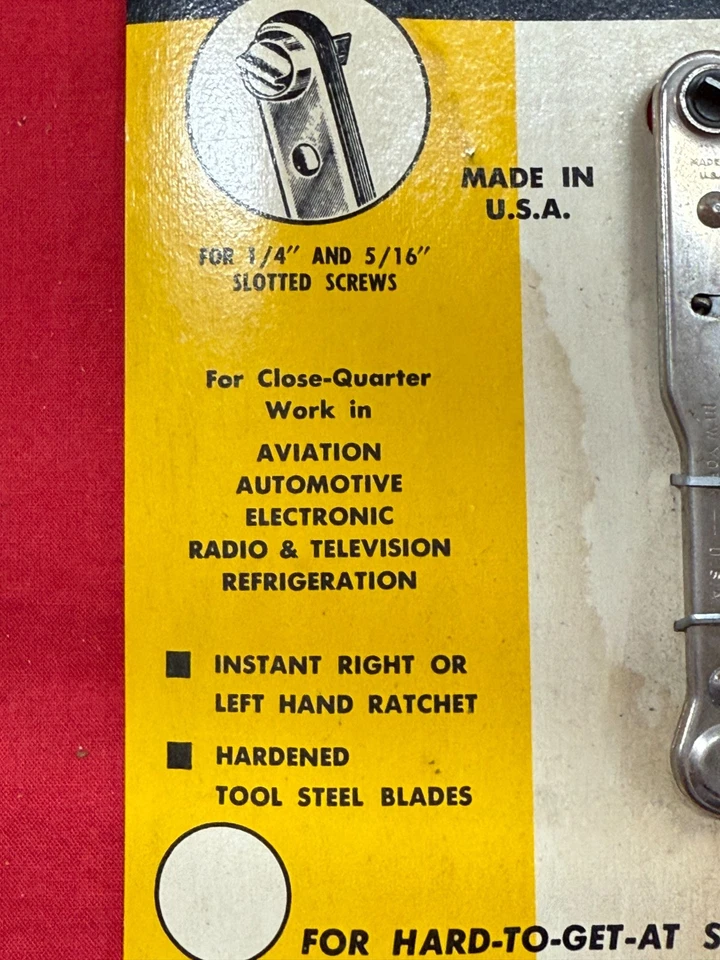 MADE IN
U.S.A.
FOR 1/4" AND 5/16"
SLOTTED SCREWS
For Close-Quarter
Work in
AVIATION
AUTOMOTIVE
ELECTRONIC
RADIO & TELEVISION
REFRIGERATION
■ INSTANT RIGHT OR
LEFT HAND RATCHET
■ HARDENED
TOOL STEEL BLADES
FOR HARD-TO-GET-AT S
MADE